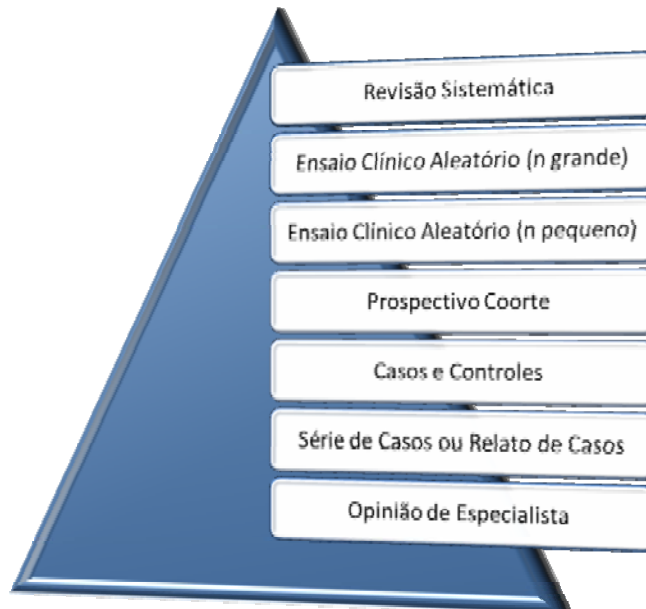 Revisão Sistemática
Ensaio Clínico Aleatório (n grande)
Ensaio Clínico Aleatório (n pequeno)
Prospectivo Coorte
Casos e Controles
Série de Casos ou Relato de Casos
Opinião de Especialista